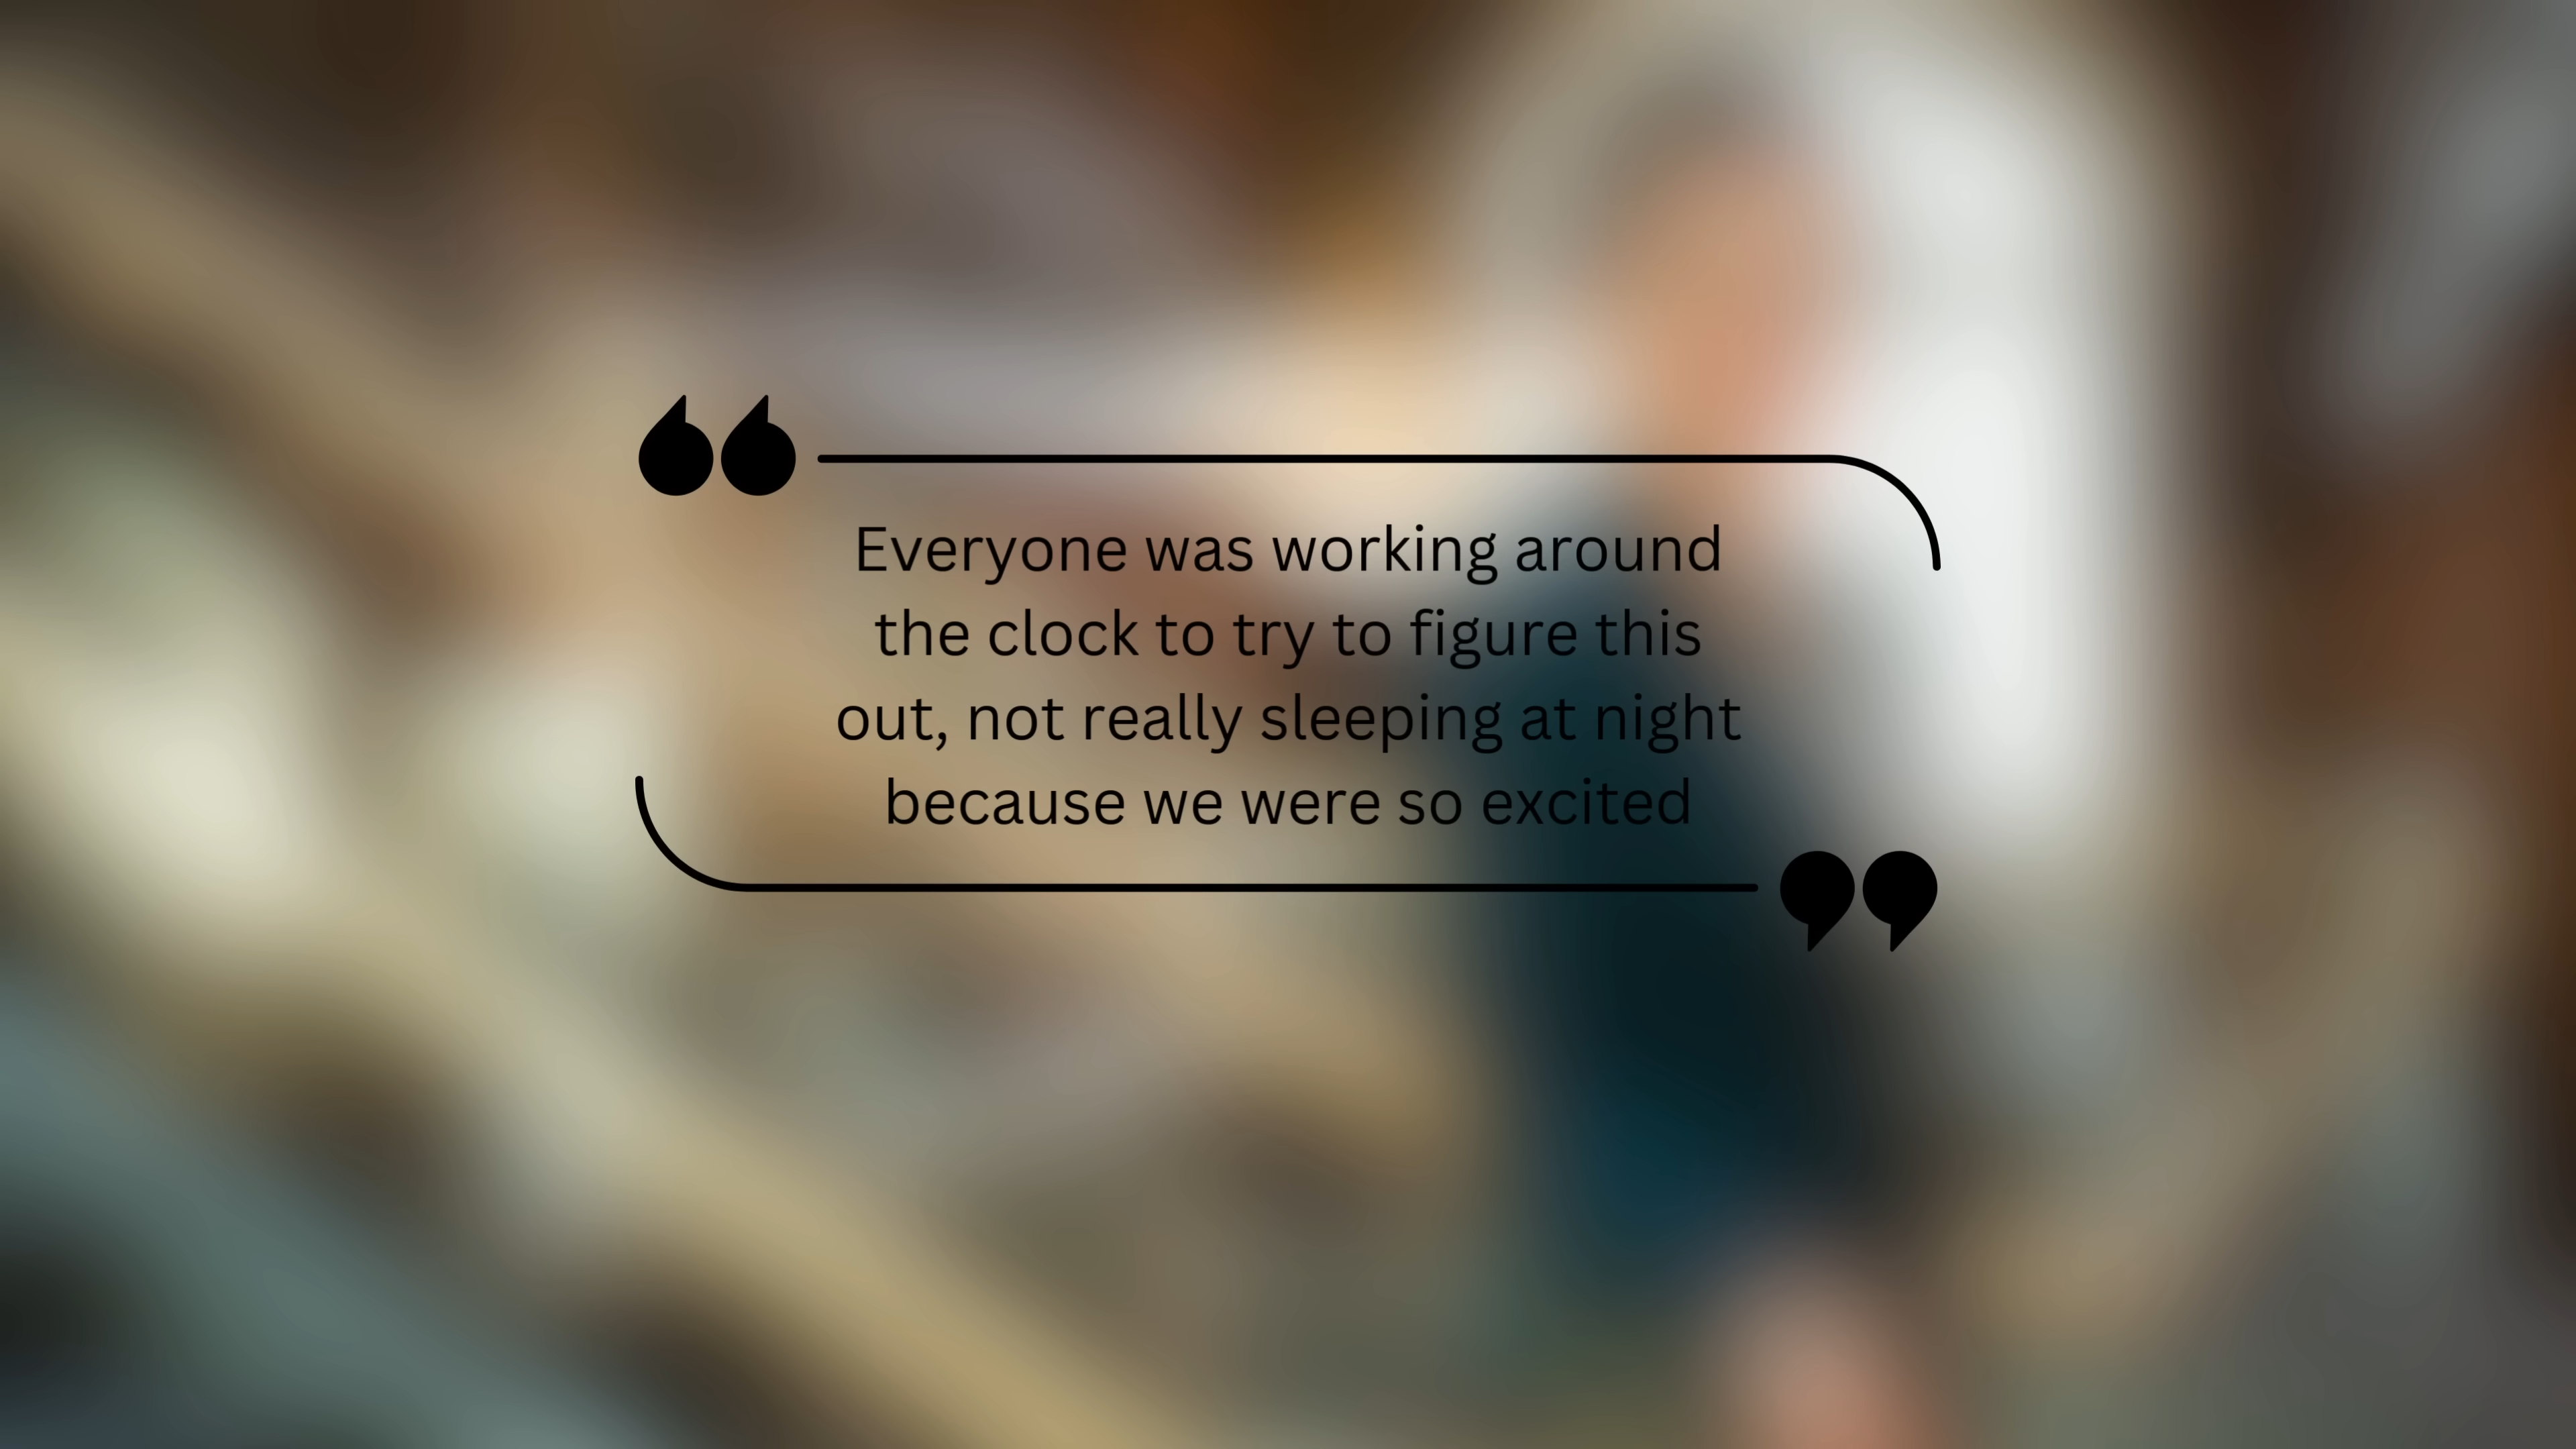 Everyone was working around
the clock to try to figure this
out, not really sleeping at night
because we were so excited